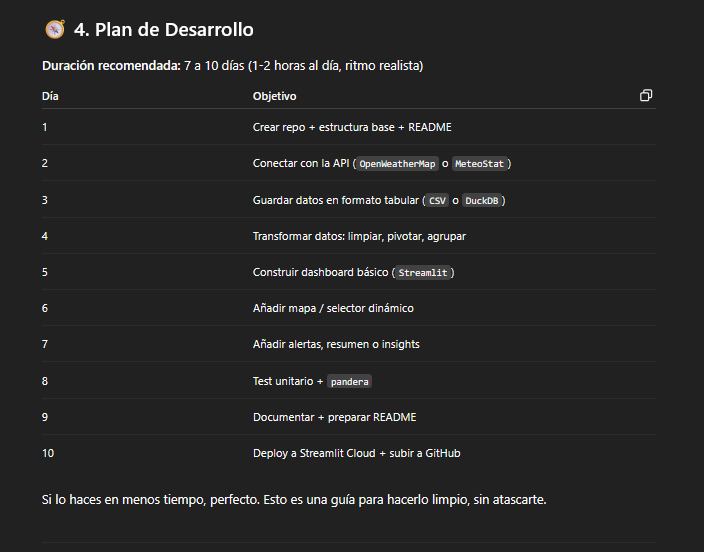 4. Plan de Desarrollo
Duración recomendada: 7 a 10 días (1-2 horas al día, ritmo realista)
Día Objetivo
1 Crear repo + estructura base + README
2 Conectar con la API (OpenWeatherMap o MeteoStat)
3 Guardar datos en formato tabular (CSV o DuckDB)
4 Transformar datos: limpiar, pivotar, agrupar
5 Construir dashboard básico (Streamlit)
6 Añadir mapa / selector dinámico
7 Añadir alertas, resumen o insights
8 Test unitario + pandera
9 Documentar + preparar README
10 Deploy a Streamlit Cloud + subir a GitHub
Si lo haces en menos tiempo, perfecto. Esto es una guía para hacerlo limpio, sin atascarte.